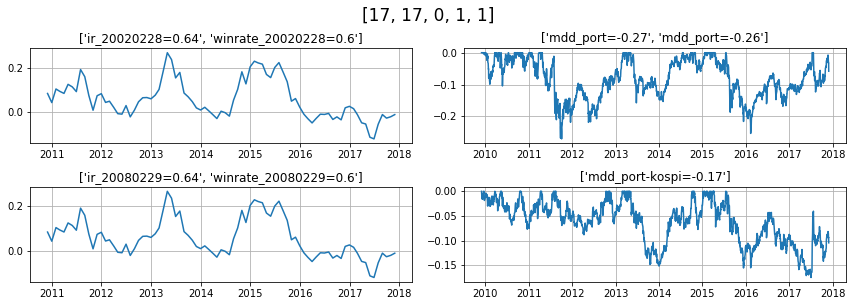 [17, 17, 0, 1, 1]
['ir_20020228=0.64', 'winrate_20020228=0.6']
0.2
0.0
2011 2012 2013 2014 2015 2016 2017 2018
['mdd_port=-0.27', 'mdd_port=-0.26']
0.0
−0.1
−0.2
2010 2011 2012 2013 2014 2015 2016 2017 2018
['ir_20080229=0.64', 'winrate_20080229=0.6']
0.2
0.0
2011 2012 2013 2014 2015 2016 2017 2018
['mdd_port-kospi=-0.17']
0.00
−0.05
−0.10
−0.15
2010 2011 2012 2013 2014 2015 2016 2017 2018